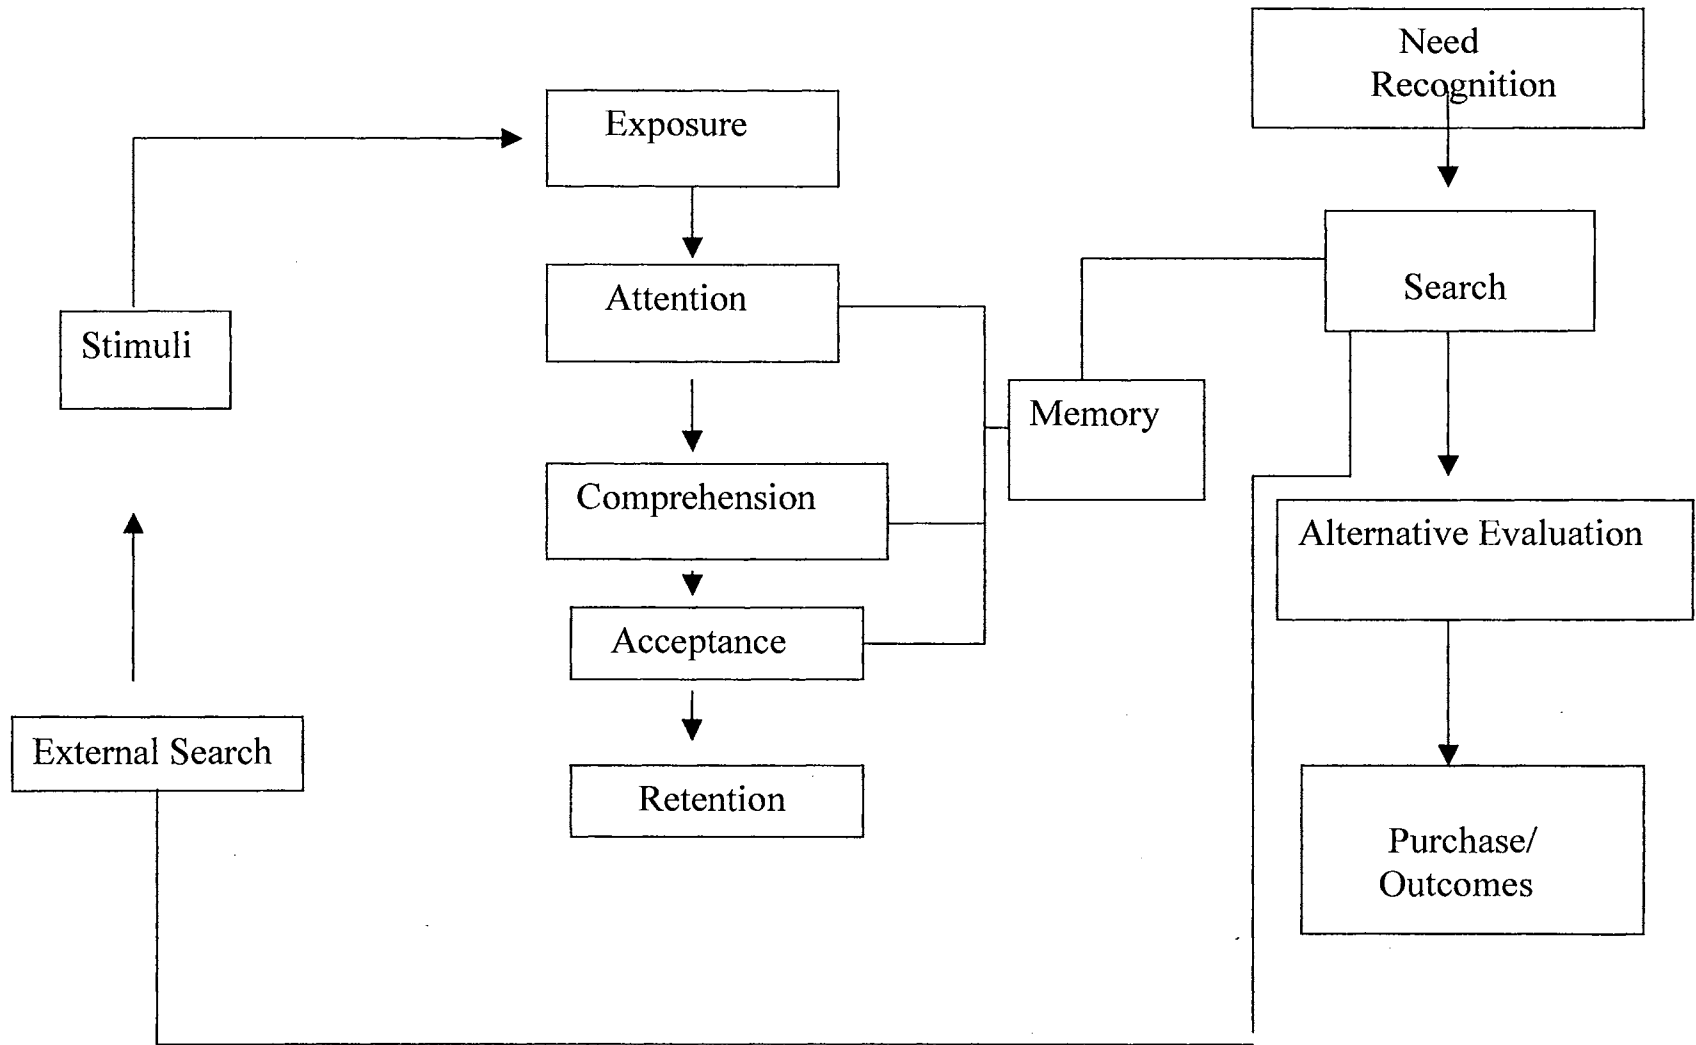 Need
Recognition
Exposure
Search
Attention
Stimuli
Memory
Comprehension
Alternative Evaluation
Acceptance
External Search
Retention
Purchase/
Outcomes